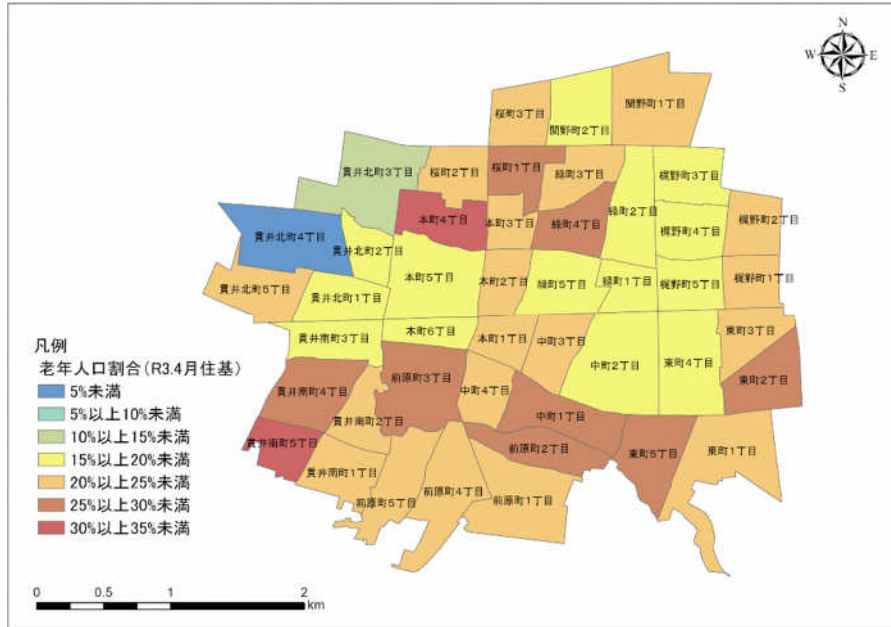 N
W E
S
桜町3丁目
関野町2丁目
関野町1丁目
貫井北町3丁目
桜町2丁目
桜町1丁目
緑町3丁目
梶野町3丁目
本町4丁目
本町3丁目
緑町4丁目
緑町2丁目
梶野町4丁目
梶野町2丁目
貫井北町4丁目
貫井北町2丁目
本町5丁目
本町2丁目
緑町5丁目
緑町1丁目
梶野町5丁目
梶野町1丁目
貫井北町5丁目
貫井北町1丁目
貫井南町3丁目
本町6丁目
本町1丁目
中町3丁目
中町2丁目
東町4丁目
東町3丁目
東町2丁目
貫井南町4丁目
前原町3丁目
中町4丁目
貫井南町2丁目
中町1丁目
貫井南町5丁目
前原町2丁目
東町5丁目
東町1丁目
貫井南町1丁目
前原町5丁目
前原町4丁目
前原町1丁目
凡例
老年人口割合(R3.4月住基)
5%未満
5%以上10%未満
10%以上15%未満
15%以上20%未満
20%以上25%未満
25%以上30%未満
30%以上35%未満
0 0.5 1 2
km